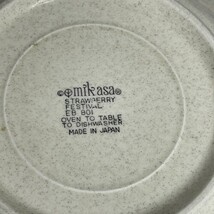 ©mikasa
STRAWBERRY
FESTIVAL
EB 801
OVEN TO TABLE
TO DISHWASHER
MADE IN JAPAN